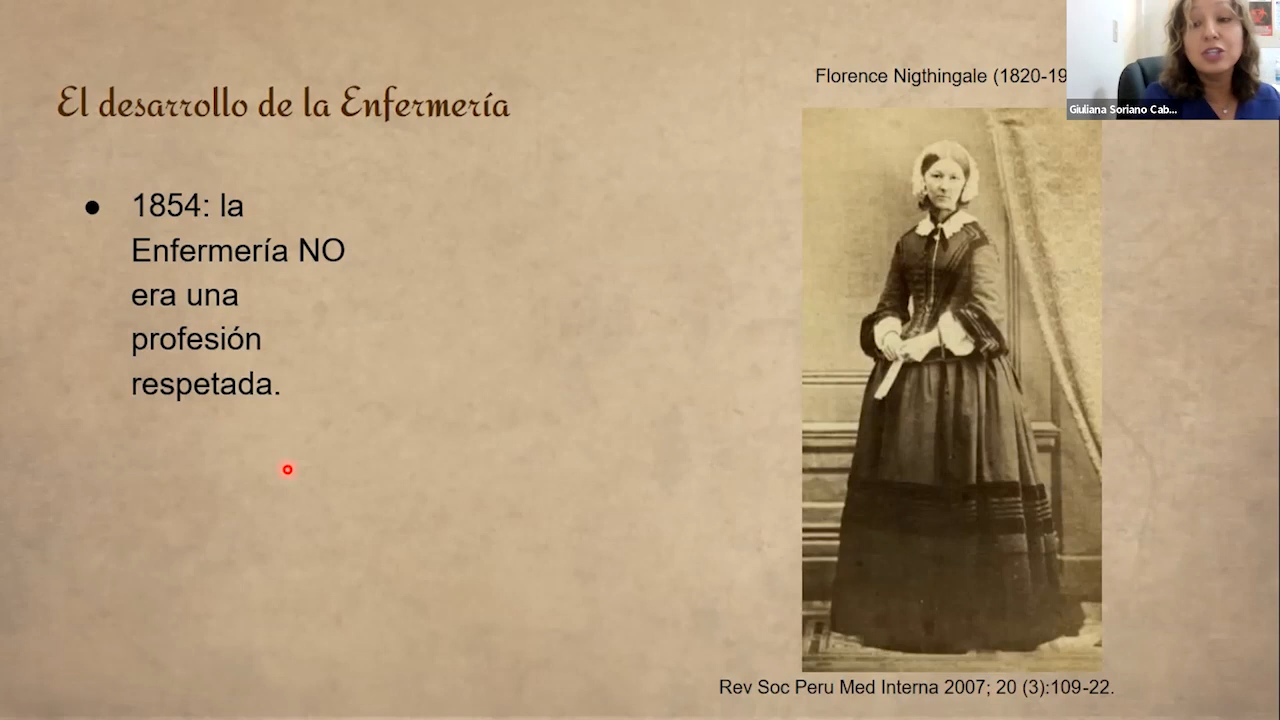 El desarrollo de la Enfermería
Florence Nigthingale (1820-19
Giuliana Soriano Cab...
● 1854: la
Enfermería NO
era una
profesión
respetada.
Rev Soc Peru Med Interna 2007; 20 (3):109-22.